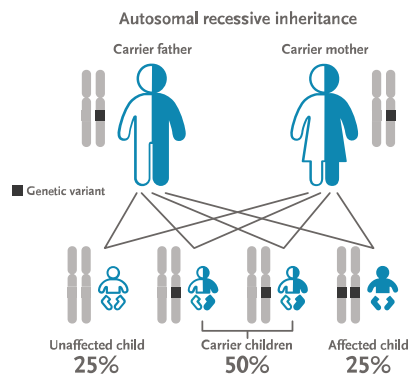 Autosomal recessive inheritance
Carrier father
Carrier mother
Genetic variant
Unaffected child
Carrier children
Affected child
25%
50%
25%